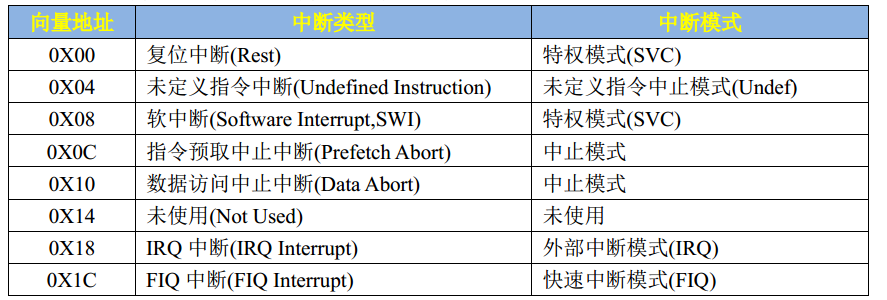 向量地址 中断类型 中断模式
0X00 复位中断(Rest) 特权模式(SVC)
0X04 未定义指令中断(Undefined Instruction) 未定义指令中止模式(Undef)
0X08 软中断(Software Interrupt,SWI) 特权模式(SVC)
0X0C 指令预取中止中断(Prefetch Abort) 中止模式
0X10 数据访问中止中断(Data Abort) 中止模式
0X14 未使用(Not Used) 未使用
0X18 IRQ 中断(IRQ Interrupt) 外部中断模式(IRQ)
0X1C FIQ 中断(FIQ Interrupt) 快速中断模式(FIQ)